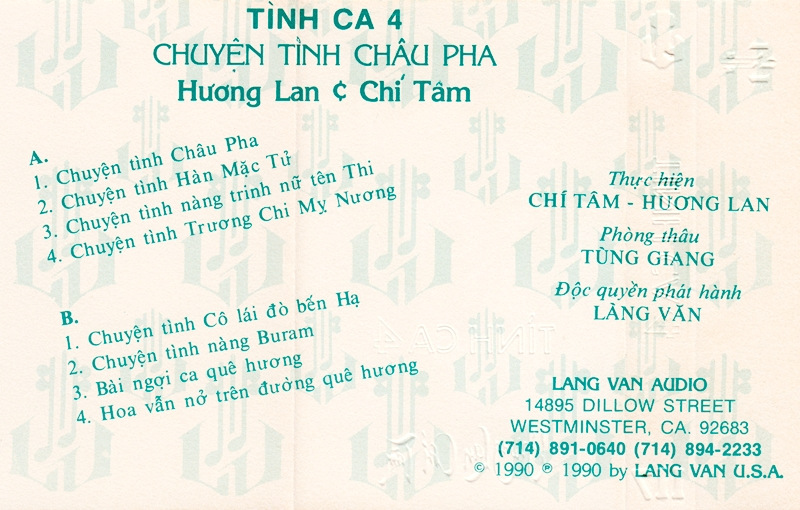 TÌNH CA 4
CHUYỆN TÌNH CHÂU PHA
Hương Lan ¢ Chí Tâm
A.
1. Chuyện tình Châu Pha
2. Chuyện tình Hàn Mặc Tử
3. Chuyện tình nàng trinh nữ tên Thi
4. Chuyện tình Trương Chi Mỵ Nương
B.
1. Chuyện tình Cô lái đò bến Hạ
2. Chuyện tình nàng Buram
3. Bài ngợi ca quê hương
4. Hoa vẫn nở trên đường quê hương
Thực hiện
CHÍ TÂM - HƯƠNG LAN
Phòng thâu
TÙNG GIANG
Độc quyền phát hành
LÀNG VĂN
LANG VAN AUDIO
14895 DILLOW STREET
WESTMINSTER, CA. 92683
(714) 891-0640 (714) 894-2233
© 1990 ℗ 1990 by LANG VAN U.S.A.